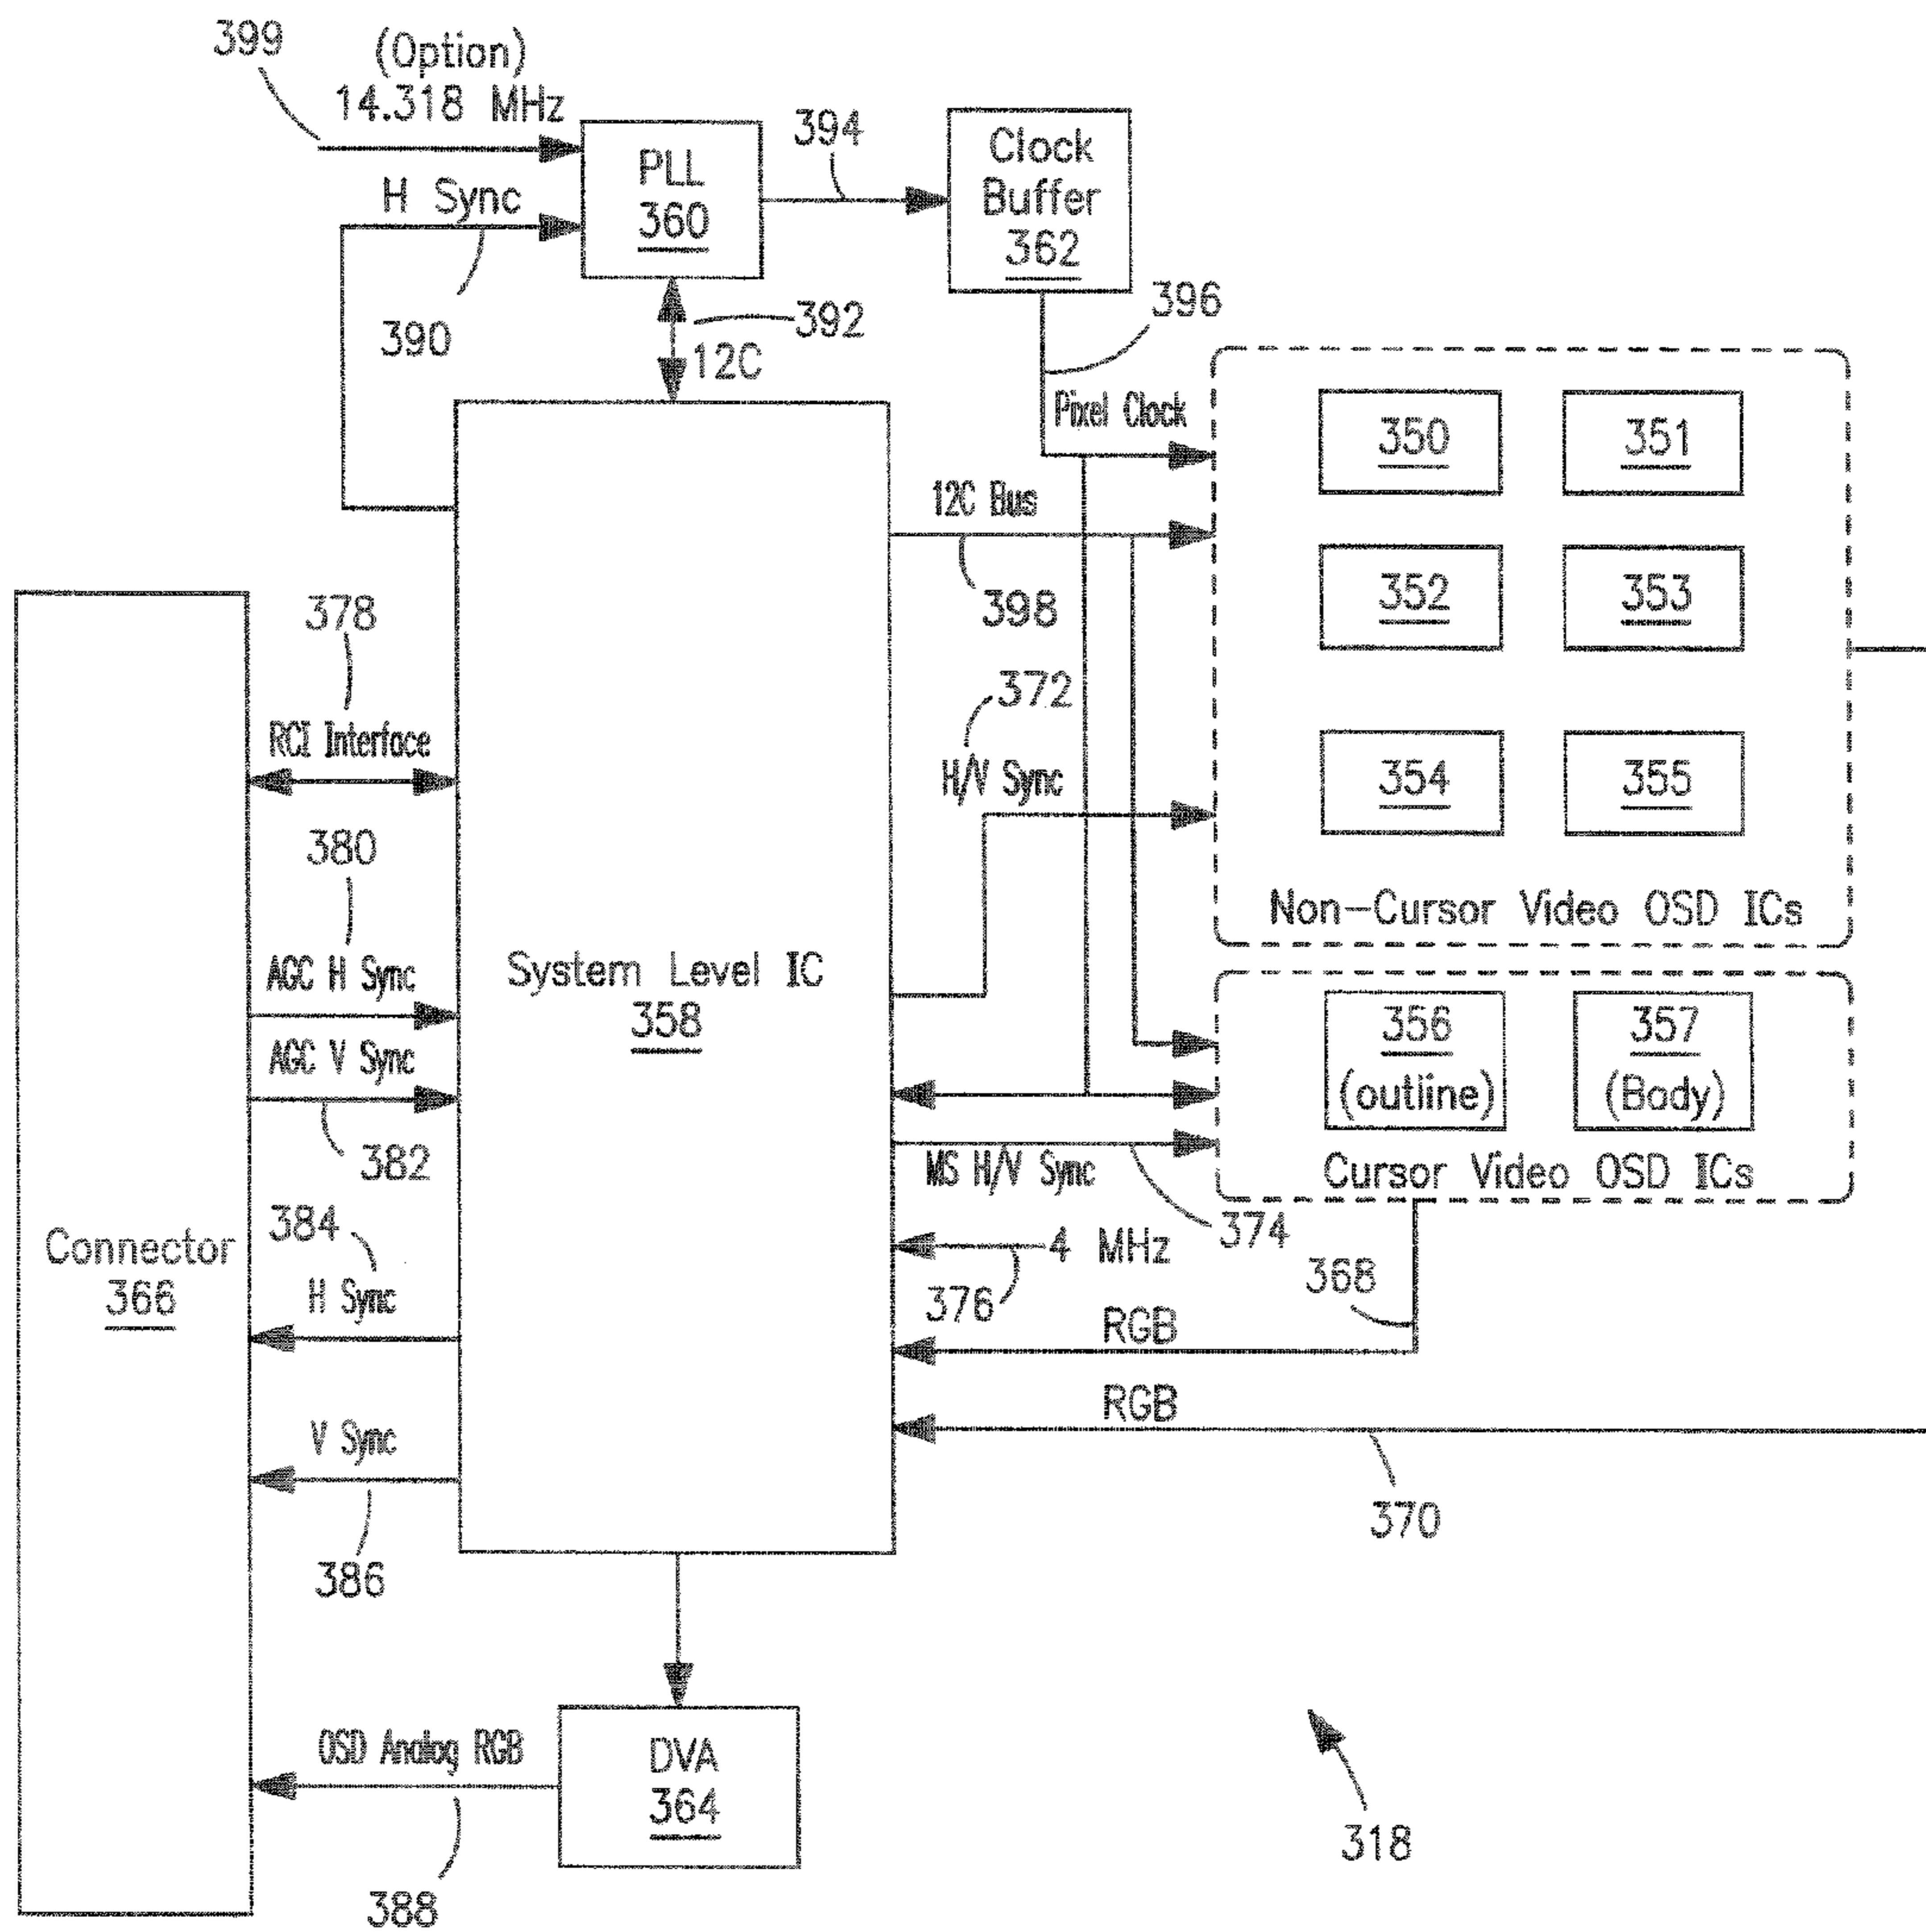 399
(Option)
14.318 MHz
H Sync
390
PLL
360
394
Clock
Buffer
362
392
12C
396
Pixel Clock
12C Bus
398
372
H/V Sync
350
351
352
353
354
355
Non-Cursor Video OSD ICs
356
(outline)
357
(Body)
Cursor Video OSD ICs
378
RCI Interface
380
AGC H Sync
AGC V Sync
382
384
H Sync
V Sync
386
Connector
366
System Level IC
358
MS H/V Sync
374
4 MHz
376
368
RGB
RGB
370
OSD Analog RGB
388
DVA
364
318